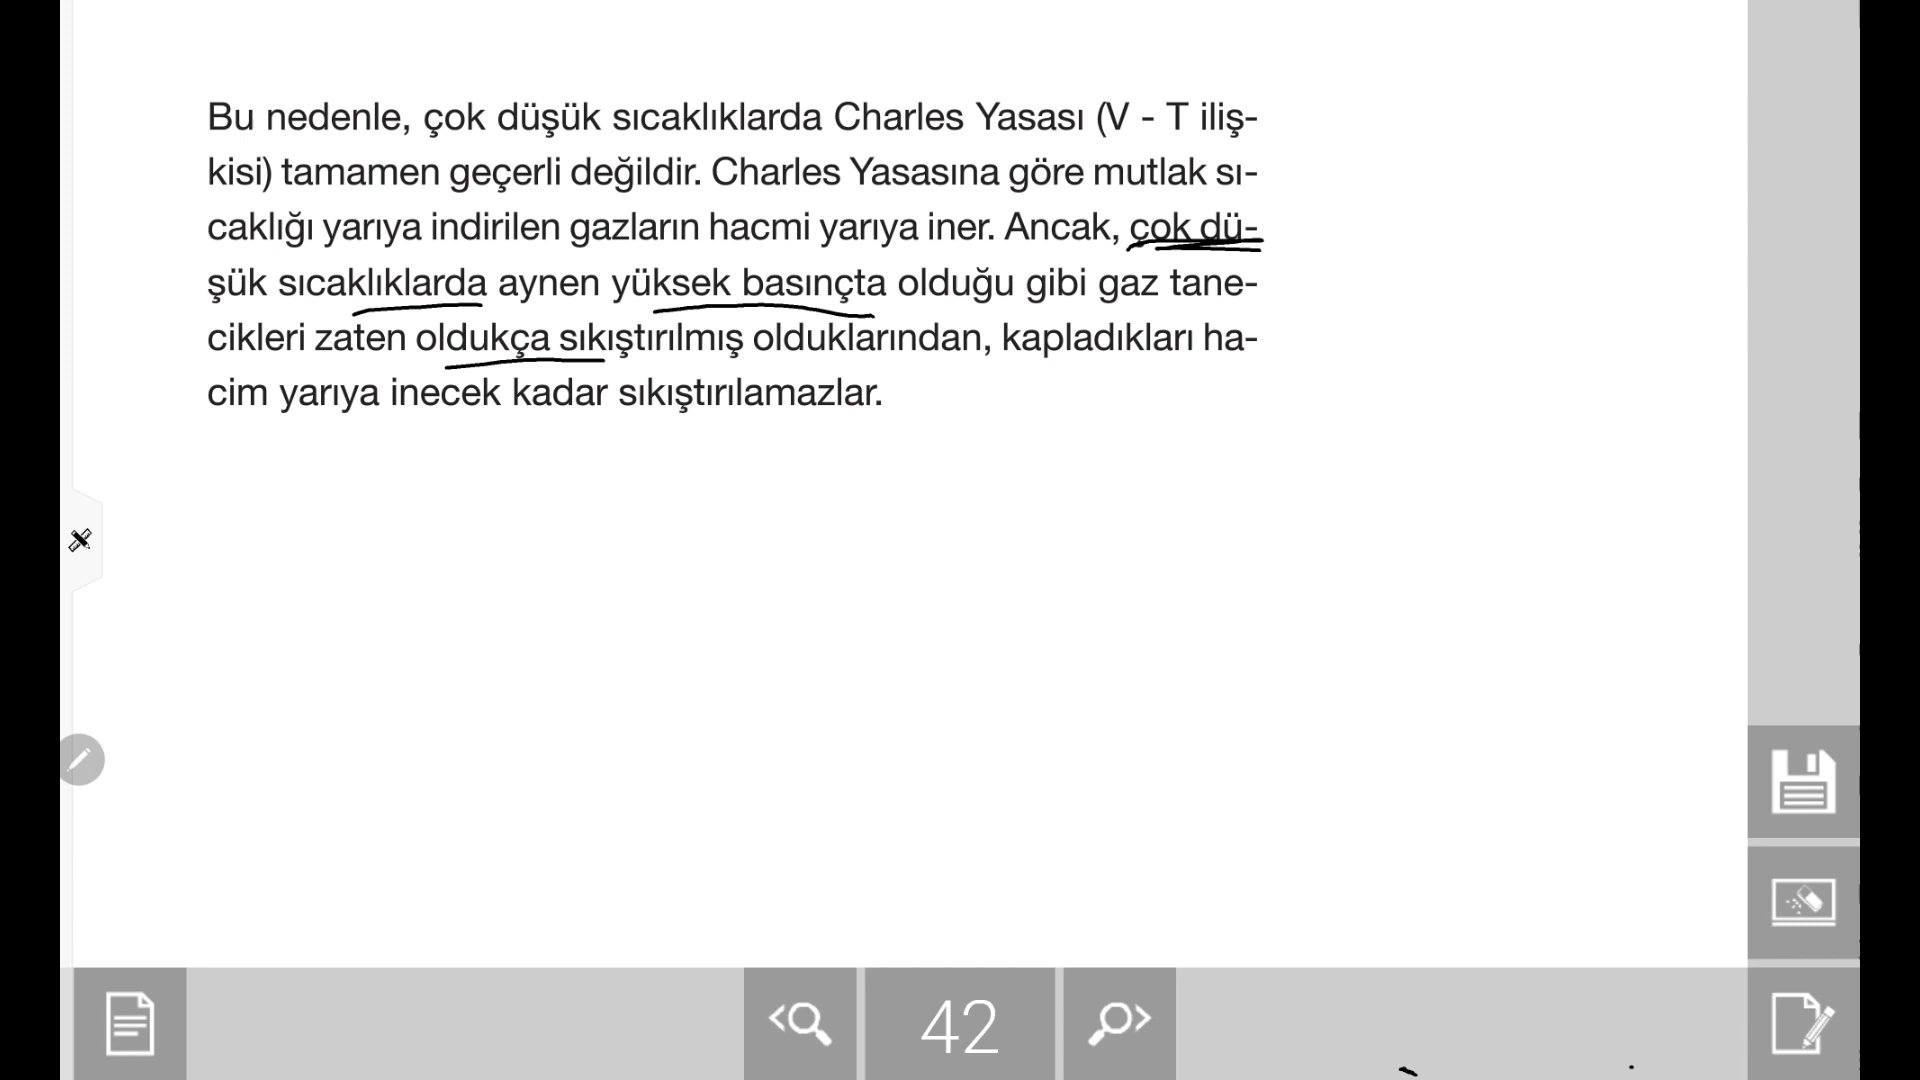 Bu nedenle, çok düşük sıcaklıklarda Charles Yasası (V - T iliş-
kisi) tamamen geçerli değildir. Charles Yasasına göre mutlak sı-
caklığı yarıya indirilen gazların hacmi yarıya iner. Ancak, çok dü-
şük sıcaklıklarda aynen yüksek basınçta olduğu gibi gaz tane-
cikleri zaten oldukça sıkıştırılmış olduklarından, kapladıkları ha-
cim yarıya inecek kadar sıkıştırılamazlar.
42